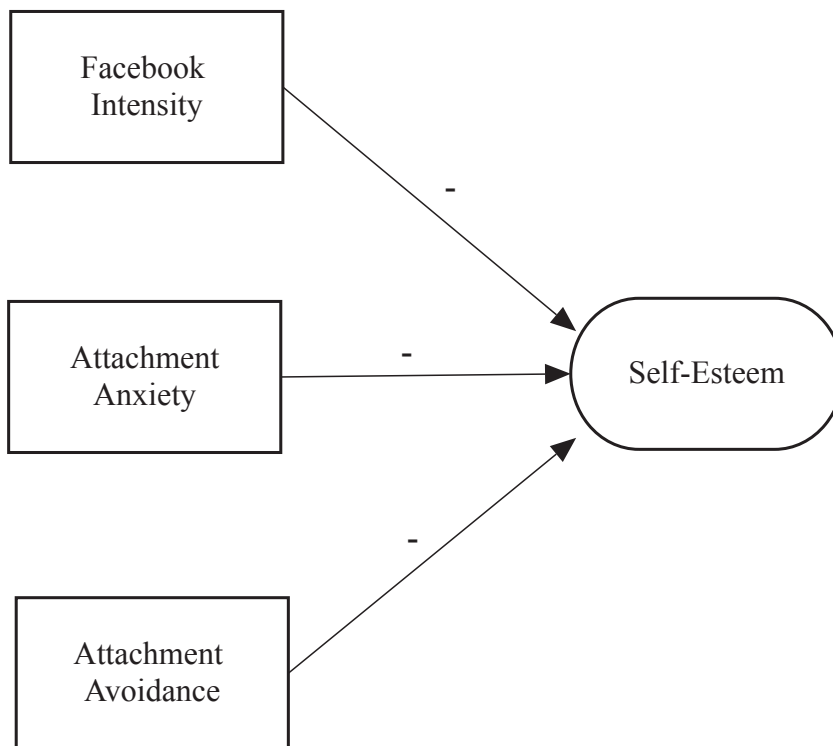 Facebook
Intensity
-
Attachment
Anxiety
-
Self-Esteem
-
Attachment
Avoidance